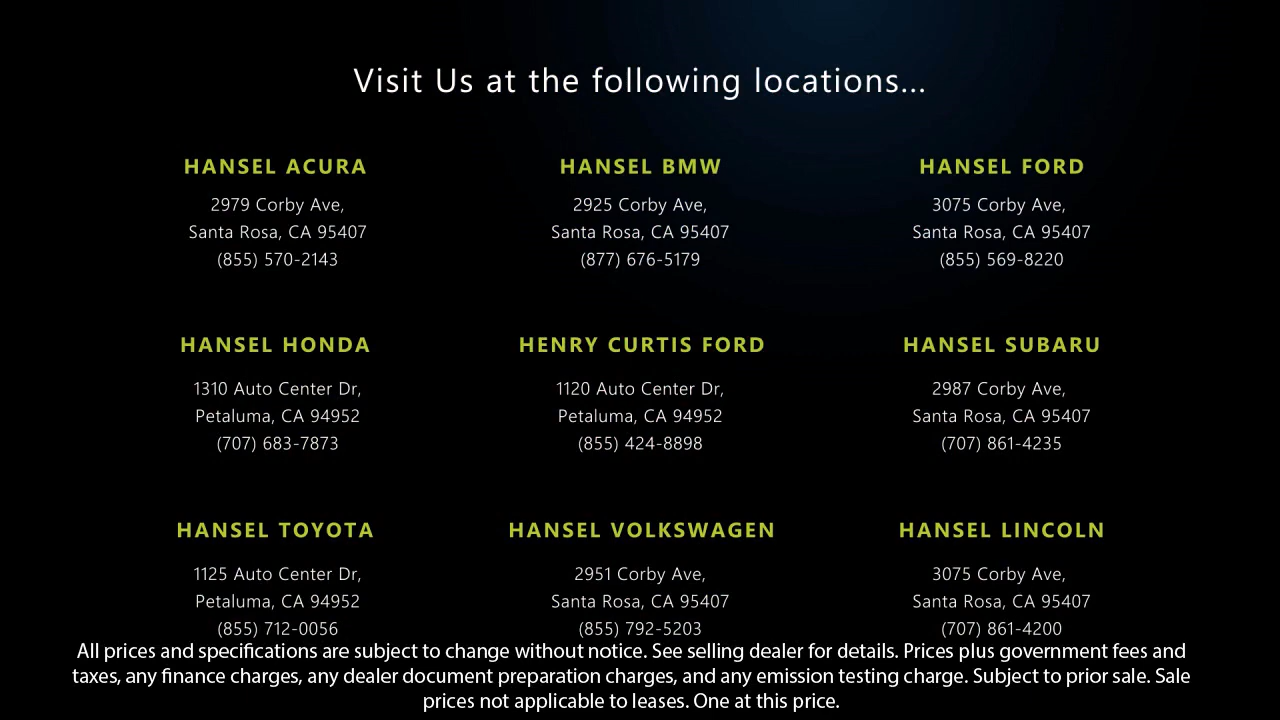 Visit Us at the following locations...
HANSEL ACURA
2979 Corby Ave,
Santa Rosa, CA 95407
(855) 570-2143
HANSEL BMW
2925 Corby Ave,
Santa Rosa, CA 95407
(877) 676-5179
HANSEL FORD
3075 Corby Ave,
Santa Rosa, CA 95407
(855) 569-8220
HANSEL HONDA
1310 Auto Center Dr,
Petaluma, CA 94952
(707) 683-7873
HENRY CURTIS FORD
1120 Auto Center Dr,
Petaluma, CA 94952
(855) 424-8898
HANSEL SUBARU
2987 Corby Ave,
Santa Rosa, CA 95407
(707) 861-4235
HANSEL TOYOTA
1125 Auto Center Dr,
Petaluma, CA 94952
(855) 712-0056
HANSEL VOLKSWAGEN
2951 Corby Ave,
Santa Rosa, CA 95407
(855) 792-5203
HANSEL LINCOLN
3075 Corby Ave,
Santa Rosa, CA 95407
(707) 861-4200
All prices and specifications are subject to change without notice. See selling dealer for details. Prices plus government fees and
taxes, any finance charges, any dealer document preparation charges, and any emission testing charge. Subject to prior sale. Sale
prices not applicable to leases. One at this price.